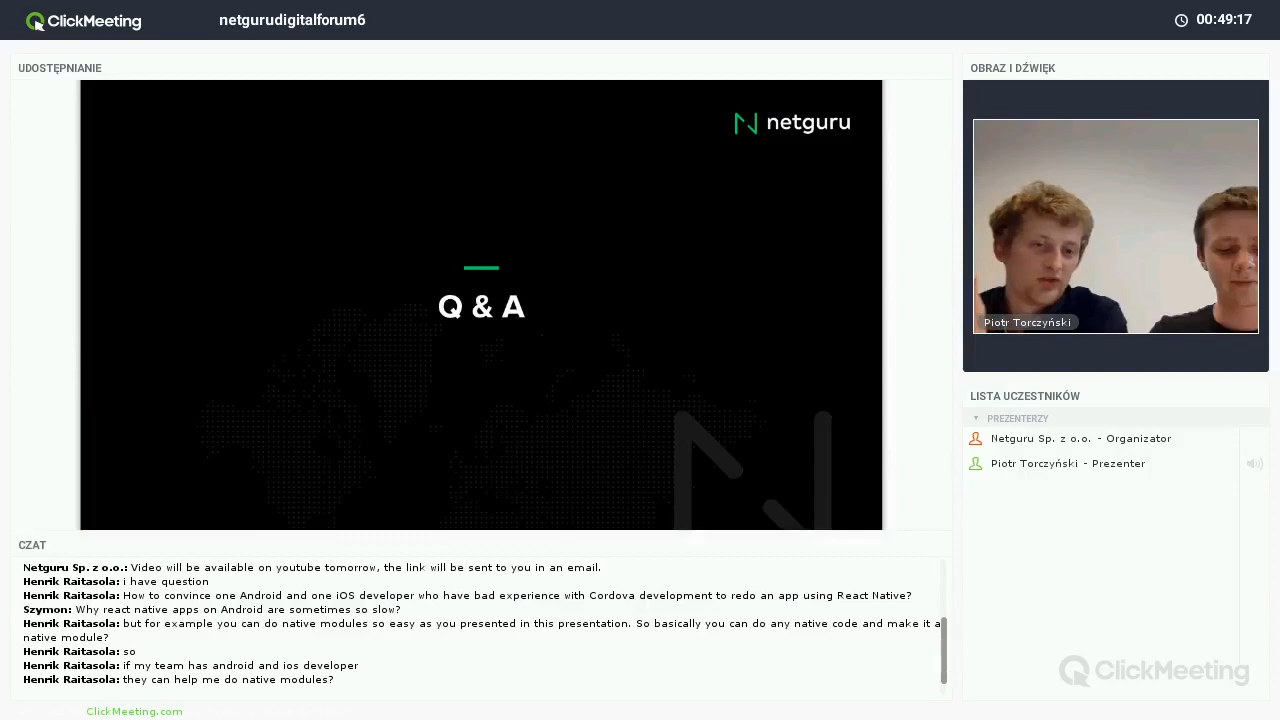 ClickMeeting
netgurudigitalforum6
00:49:17
UDOSTĘPNIANIE
OBRAZ I DŹWIĘK
netguru
Q & A
Piotr Torczyński
LISTA UCZESTNIKÓW
PREZENTERZY
Netguru Sp. z o.o. - Organizator
Piotr Torczyński - Prezenter
CZAT
Netguru Sp. z o.o.: Video will be available on youtube tomorrow, the link will be sent to you in an email.
Henrik Raitasola: i have question
Henrik Raitasola: How to convince one Android and one iOS developer who have bad experience with Cordova development to redo an app using React Native?
Szymon: Why react native apps on Android are sometimes so slow?
Henrik Raitasola: but for example you can do native modules so easy as you presented in this presentation. So basically you can do any native code and make it a
native module?
Henrik Raitasola: so
Henrik Raitasola: if my team has android and ios developer
Henrik Raitasola: they can help me do native modules?
ClickMeeting
ClickMeeting.com